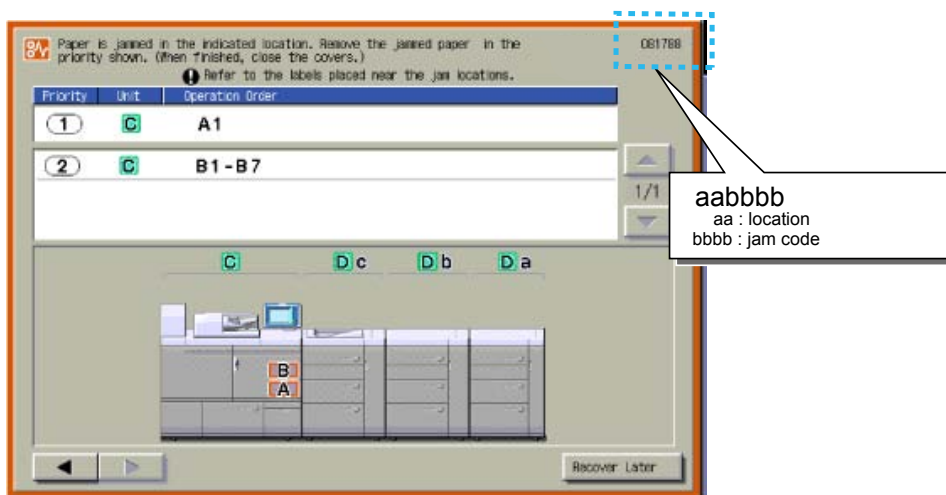 Paper is jammed in the indicated location. Remove the jammed paper in the
priority shown. (When finished, close the covers.)
081788
Refer to the labels placed near the jam locations.
Priority Unit Operation Order
1 C A1
2 C B1-B7
1/1
aabbbb
aa : location
bbbb : jam code
C D c D b D a
B
A
Recover Later